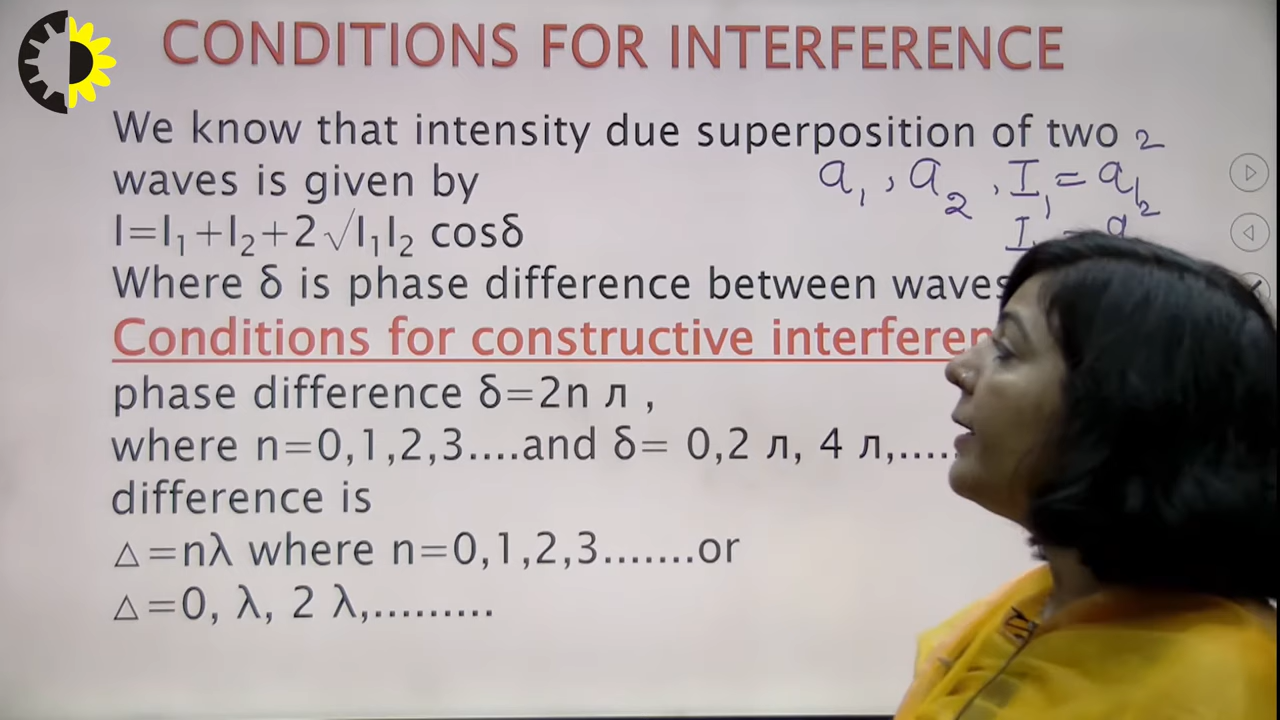 CONDITIONS FOR INTERFERENCE
We know that intensity due superposition of two
waves is given by
a₁, a₂, I₁ = a₁²
I=I₁+I₂+2√I₁I₂ cosδ
I = a
Where δ is phase difference between waves
Conditions for constructive
phase difference δ=2n л ,
where n=0,1,2,3....and δ= 0,2 л, 4 л,....
difference is
△=nλ where n=0,1,2,3.......or
△=0, λ, 2 λ,.........